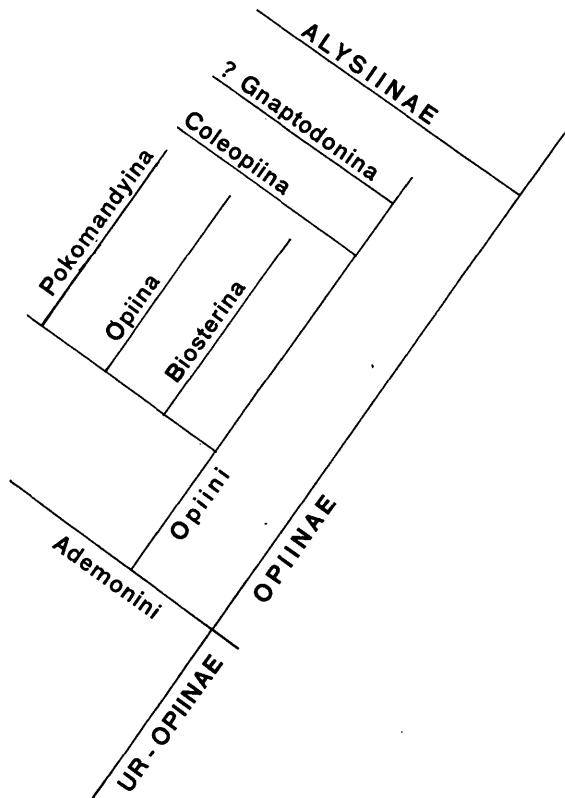 ALYSIINAE
? Gnaptodonina
Coleopiina
Pokomandyina
Opiina
Biosterina
Opiini
OPIINAE
Ademonini
UR - OPIINAE